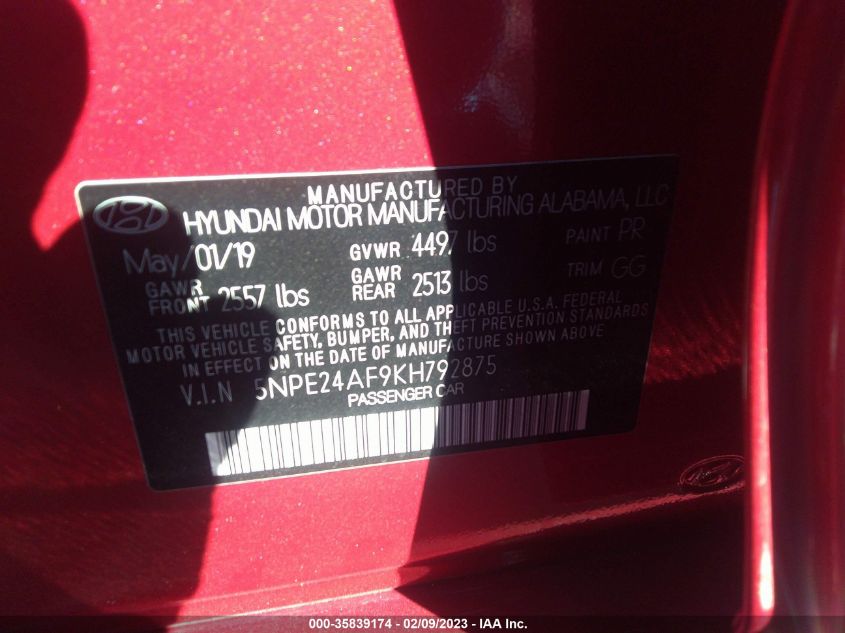 MANUFACTURED BY
HYUNDAI MOTOR MANUFACTURING ALABAMA, LLC
May/01/19 GVWR 4497 lbs PAINT PR
GAWR FRONT 2557 lbs GAWR REAR 2513 lbs TRIM GG
THIS VEHICLE CONFORMS TO ALL APPLICABLE U.S.A. FEDERAL
MOTOR VEHICLE SAFETY, BUMPER, AND THEFT PREVENTION STANDARDS
IN EFFECT ON THE DATE OF MANUFACTURE SHOWN ABOVE
V.I.N 5NPE24AF9KH792875
PASSENGER CAR
000-35839174 | 02/09/2023 - IAA Inc.